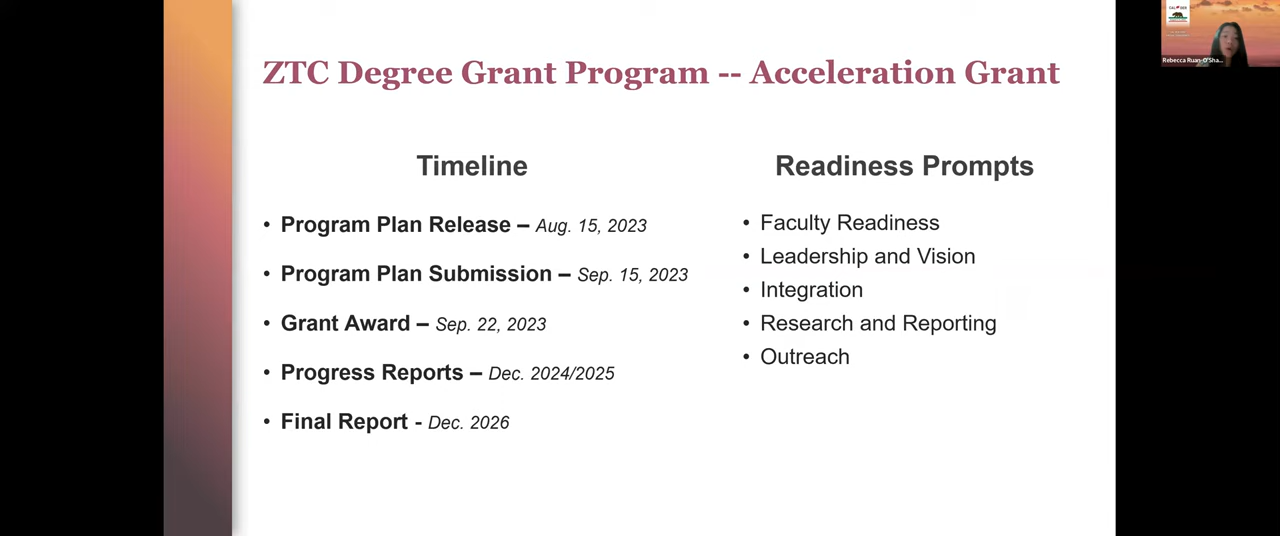 ZTC Degree Grant Program -- Acceleration Grant
Timeline
• Program Plan Release – Aug. 15, 2023
• Program Plan Submission – Sep. 15, 2023
• Grant Award – Sep. 22, 2023
• Progress Reports – Dec. 2024/2025
• Final Report - Dec. 2026
Readiness Prompts
• Faculty Readiness
• Leadership and Vision
• Integration
• Research and Reporting
• Outreach
Rebecca Ruan-O'Sha...